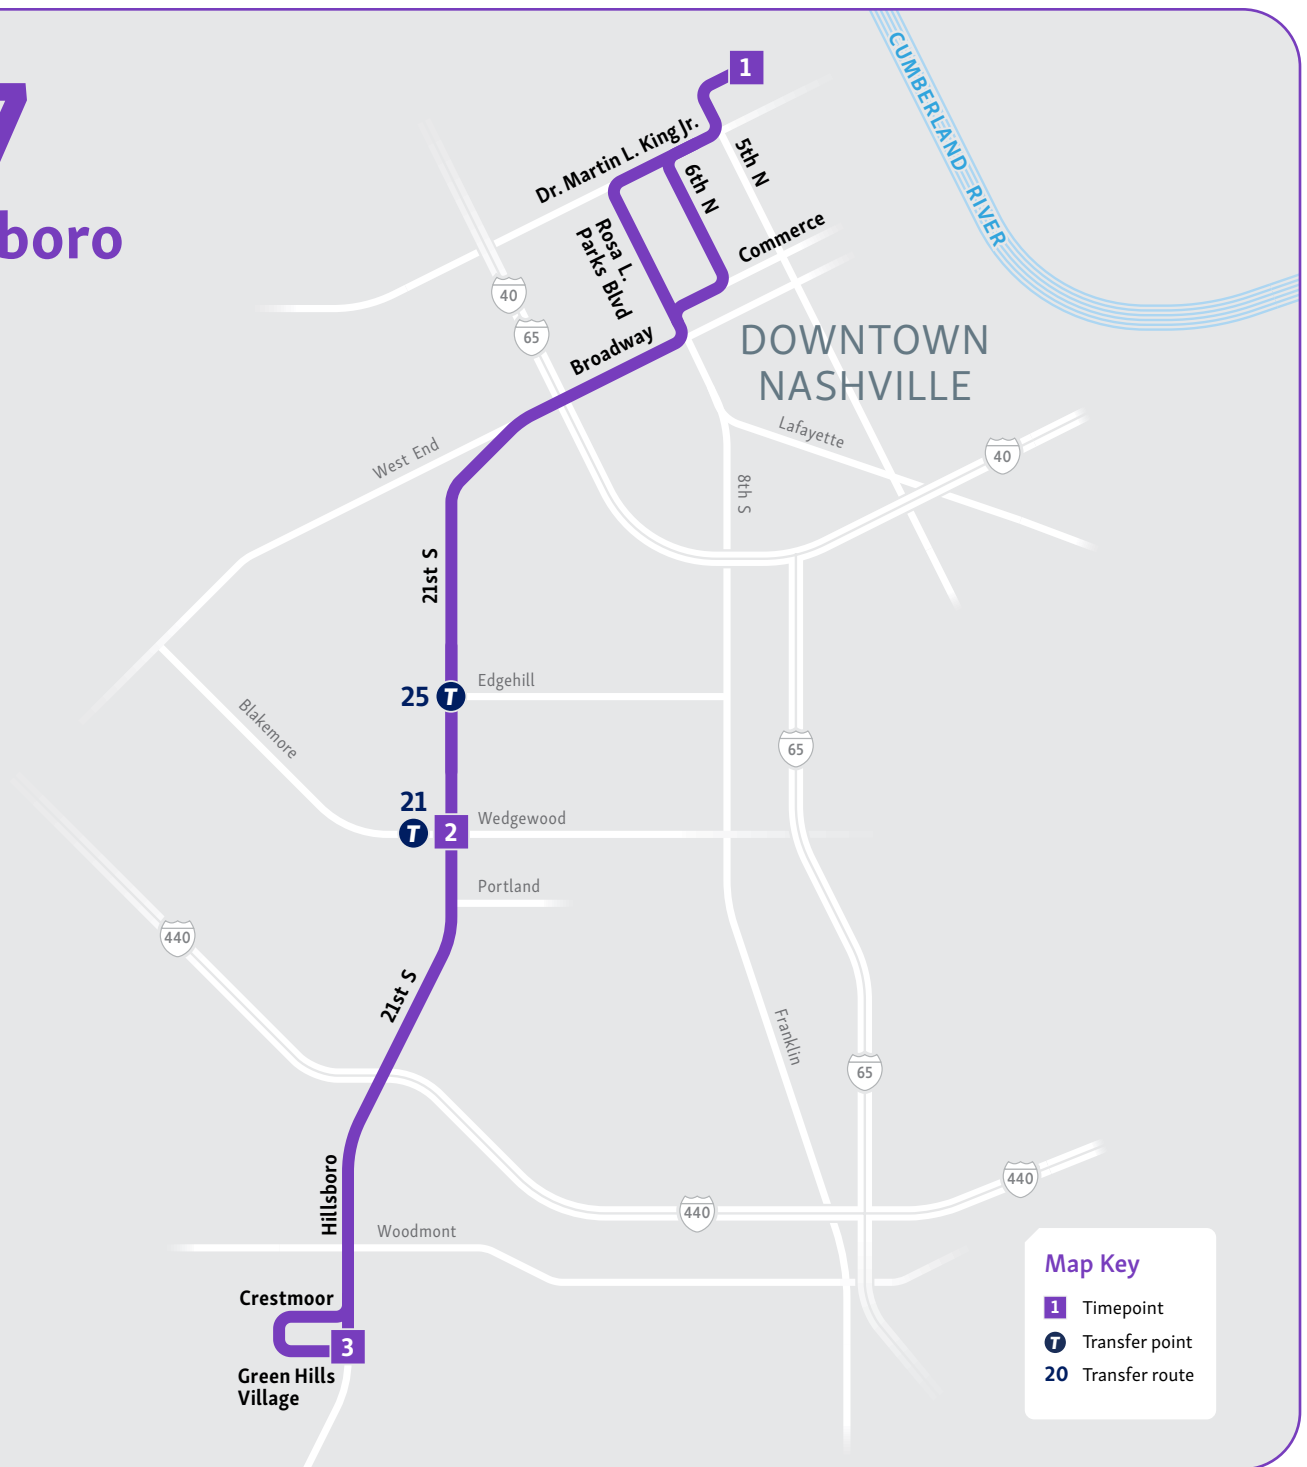 7
boro
1
CUMBERLAND RIVER
Dr. Martin L. King Jr.
5th N
6th N
Commerce
Rosa L.
Parks Blvd
40
65
Broadway
DOWNTOWN
NASHVILLE
Lafayette
West End
40
8th S
21st S
Edgehill
25 T
Blakemore
65
21
T 2
Wedgewood
Portland
440
21st S
Franklin
65
Hillsboro
440
440
Woodmont
Crestmoor
3
Green Hills
Village
Map Key
1 Timepoint
T Transfer point
20 Transfer route